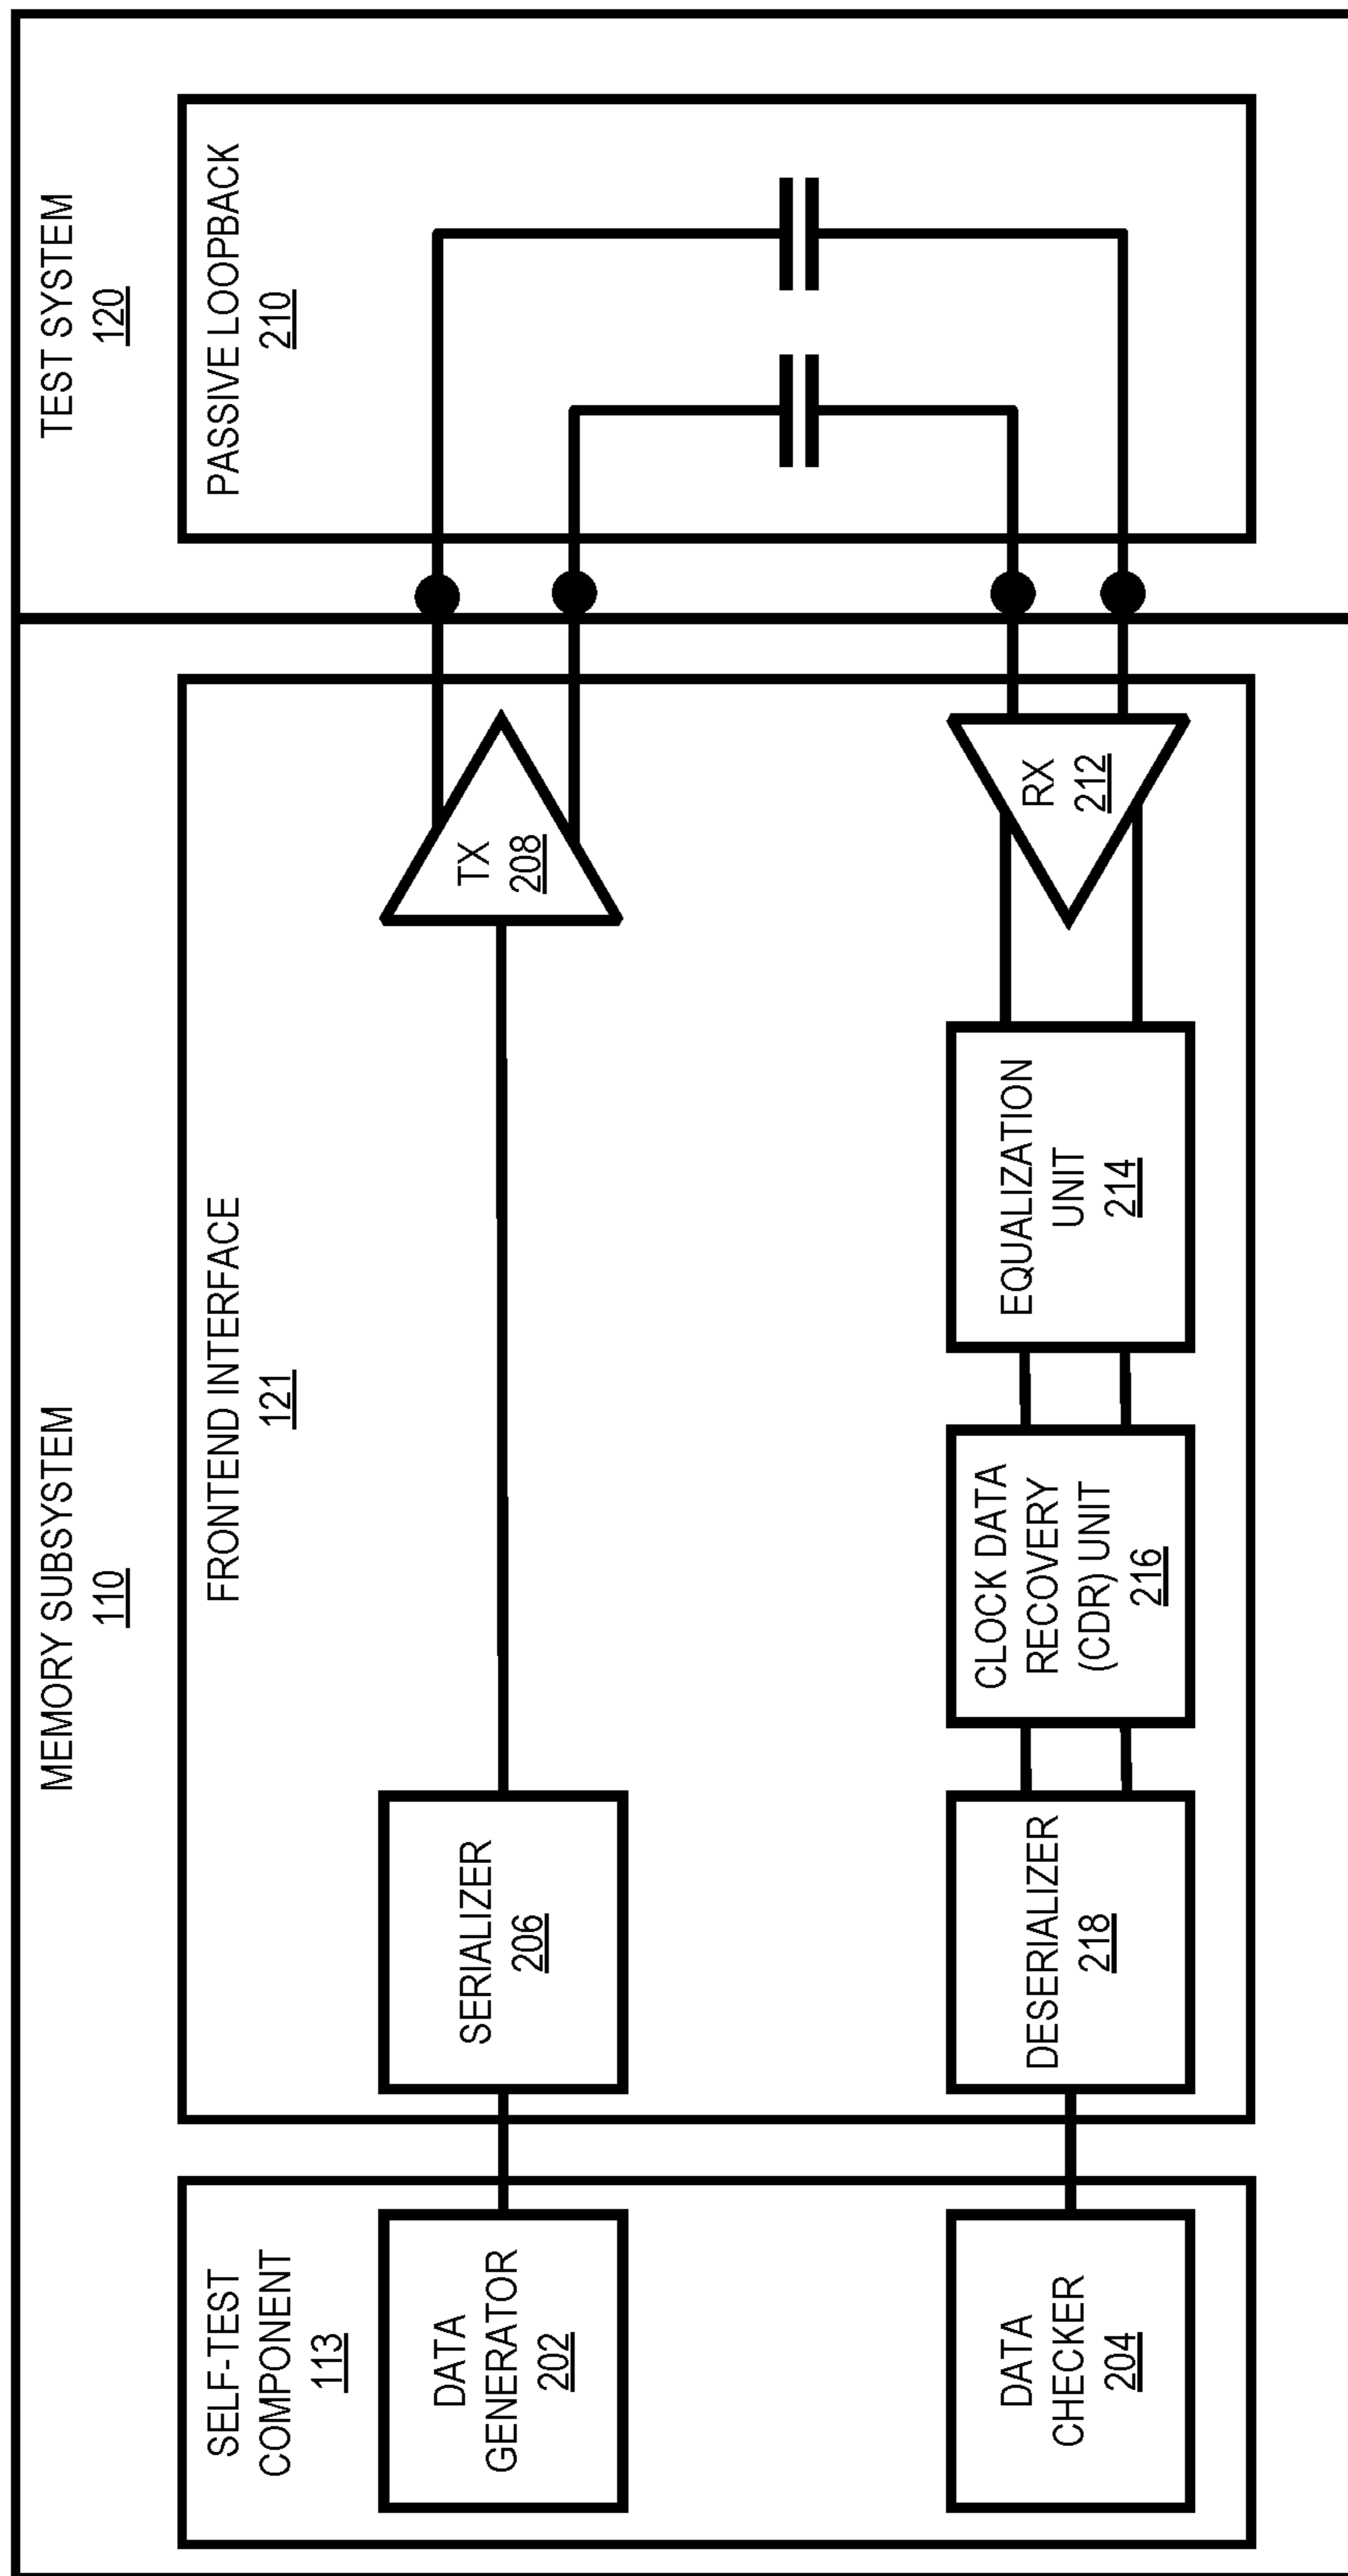 MEMORY SUBSYSTEM
110
TEST SYSTEM
120
SELF-TEST
COMPONENT
113
FRONTEND INTERFACE
121
PASSIVE LOOPBACK
210
DATA
GENERATOR
202
SERIALIZER
206
TX
208
DATA
CHECKER
204
DESERIALIZER
218
CLOCK DATA
RECOVERY
(CDR) UNIT
216
EQUALIZATION
UNIT
214
RX
212